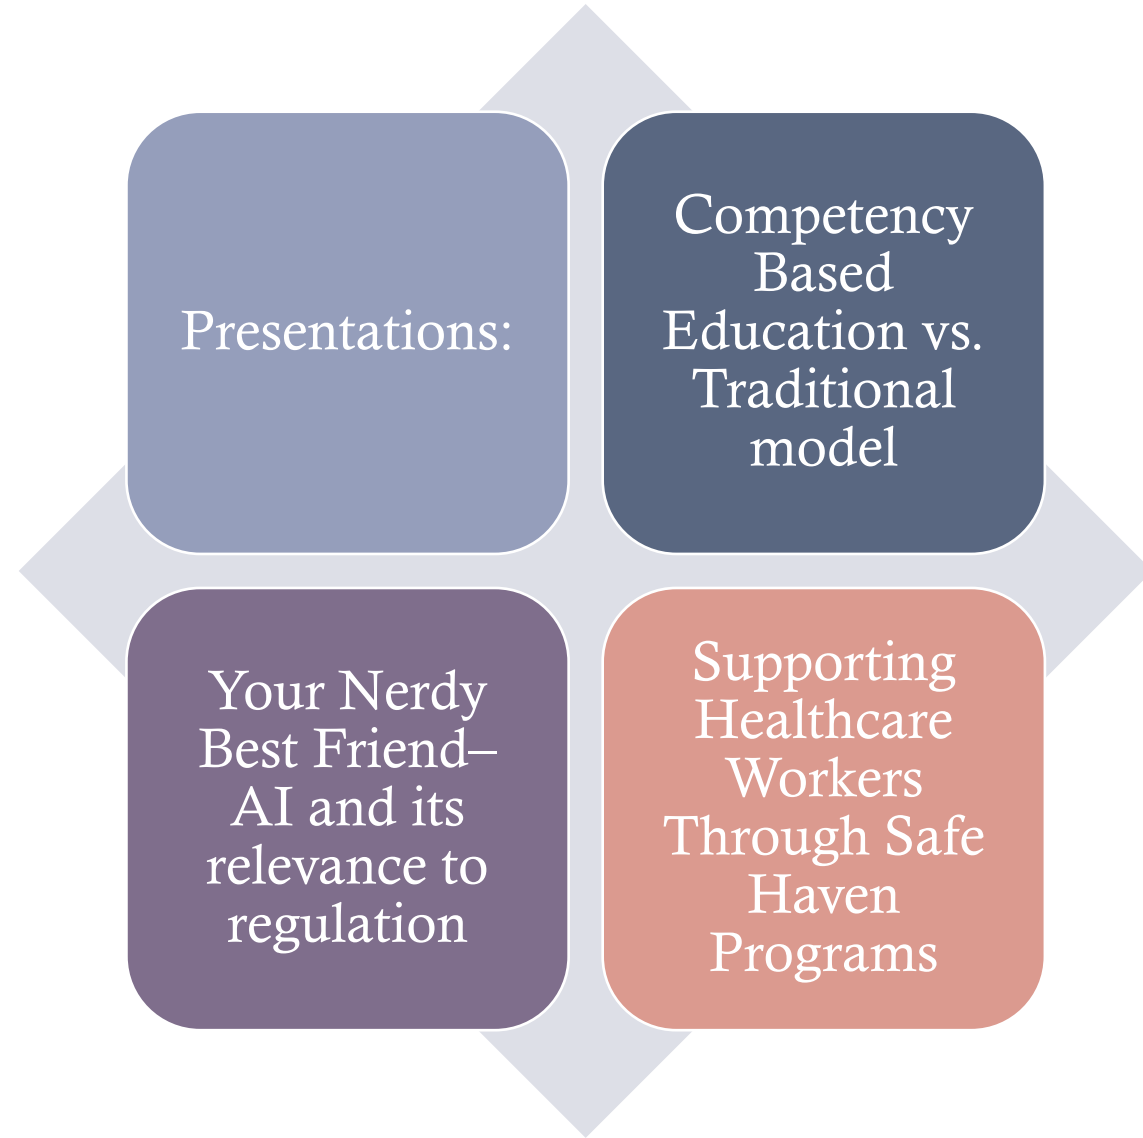 Presentations:
Competency
Based
Education vs.
Traditional
model
Your Nerdy
Best Friend–
AI and its
relevance to
regulation
Supporting
Healthcare
Workers
Through Safe
Haven
Programs